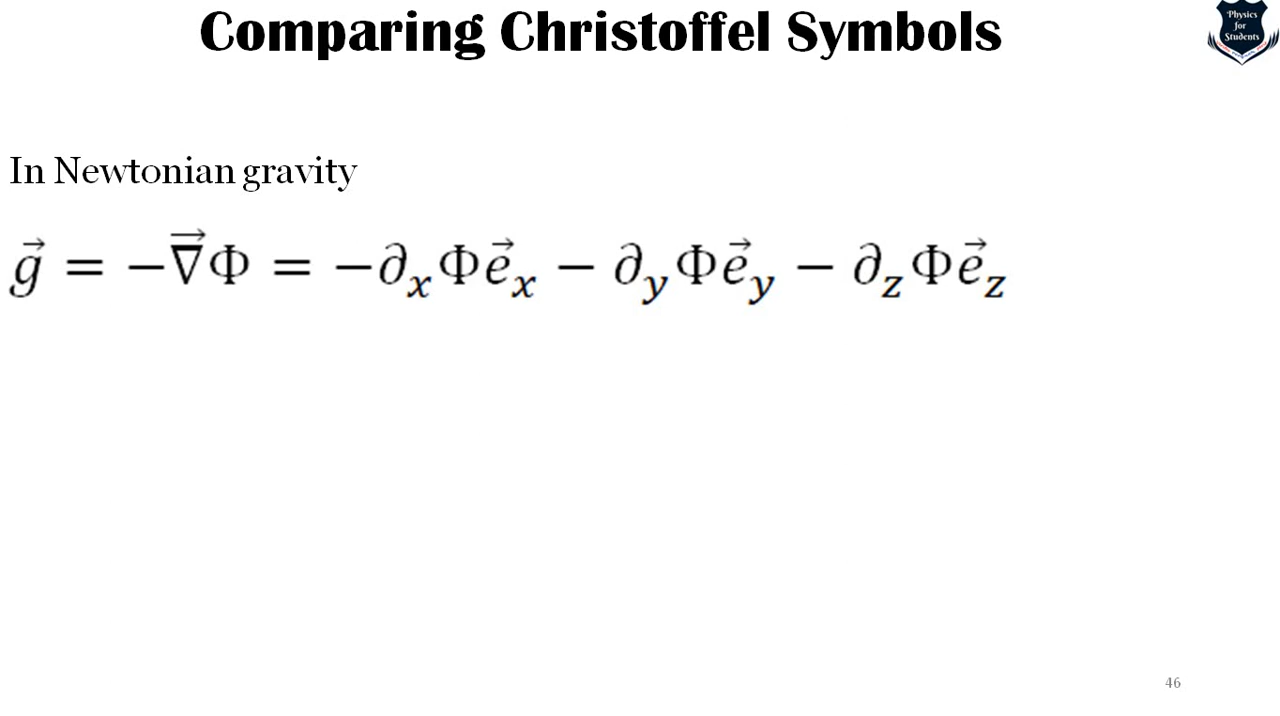 Comparing Christoffel Symbols
Physics
for
Students
In Newtonian gravity
g⃗ = −∇⃗Φ = −∂ₓΦe⃗ₓ − ∂_yΦe⃗_y − ∂_zΦe⃗_z
46